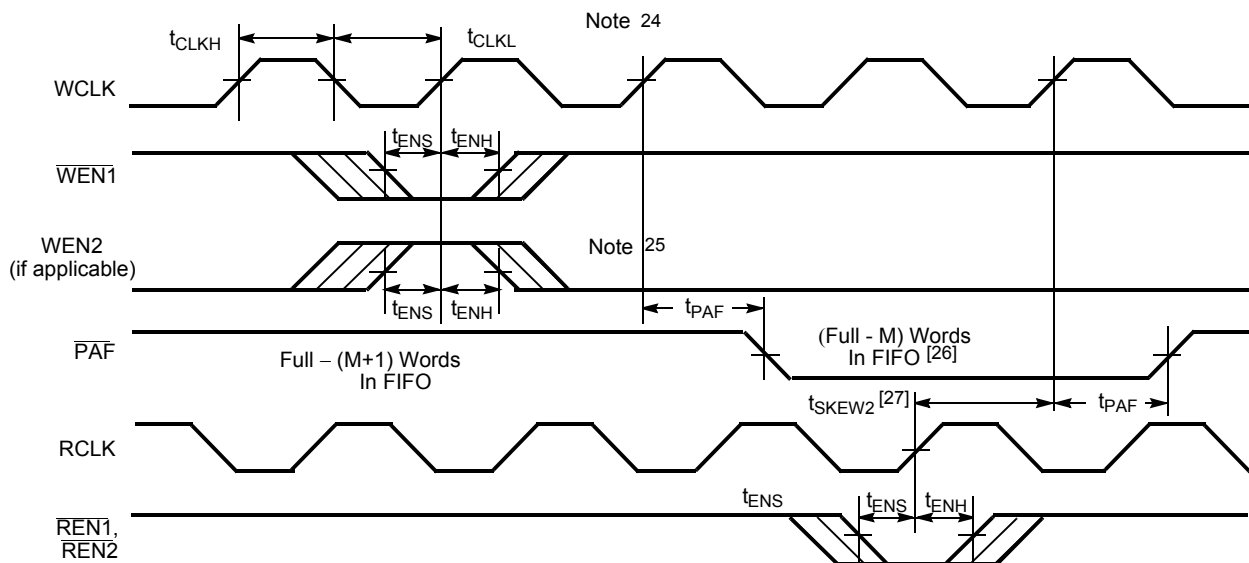 Note 24
tCLKH
tCLKL
WCLK
tENS
tENH
WEN1
WEN2
(if applicable)
Note 25
tENS
tENH
tPAF
PAF
Full – (M+1) Words
In FIFO
(Full - M) Words
In FIFO [26]
tSKEW2 [27]
tPAF
RCLK
tENS
tENS
tENH
REN1,
REN2